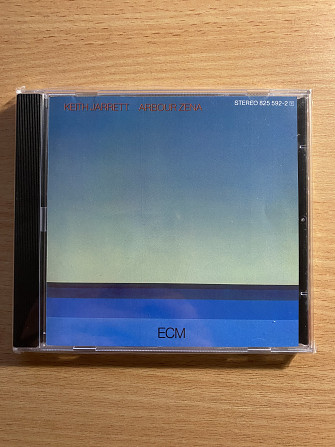 KEITH JARRETT ARBOUR ZENA STEREO 825 592-2
ECM